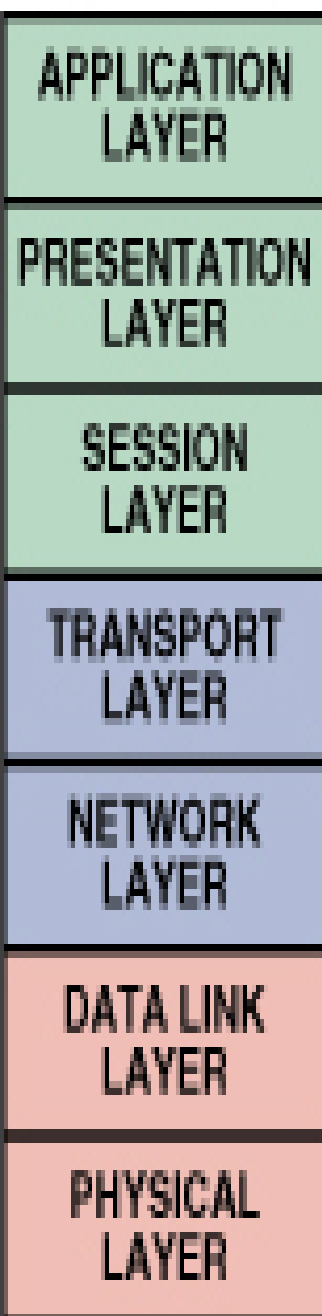 APPLICATION
LAYER
PRESENTATION
LAYER
SESSION
LAYER
TRANSPORT
LAYER
NETWORK
LAYER
DATA LINK
LAYER
PHYSICAL
LAYER